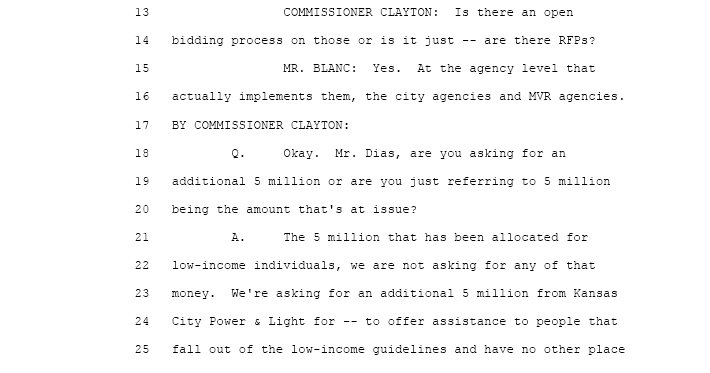 13 COMMISSIONER CLAYTON: Is there an open
14 bidding process on those or is it just -- are there RFPs?
15 MR. BLANC: Yes. At the agency level that
16 actually implements them, the city agencies and MVR agencies.
17 BY COMMISSIONER CLAYTON:
18 Q. Okay. Mr. Dias, are you asking for an
19 additional 5 million or are you just referring to 5 million
20 being the amount that's at issue?
21 A. The 5 million that has been allocated for
22 low-income individuals, we are not asking for any of that
23 money. We're asking for an additional 5 million from Kansas
24 City Power & Light for -- to offer assistance to people that
25 fall out of the low-income guidelines and have no other place